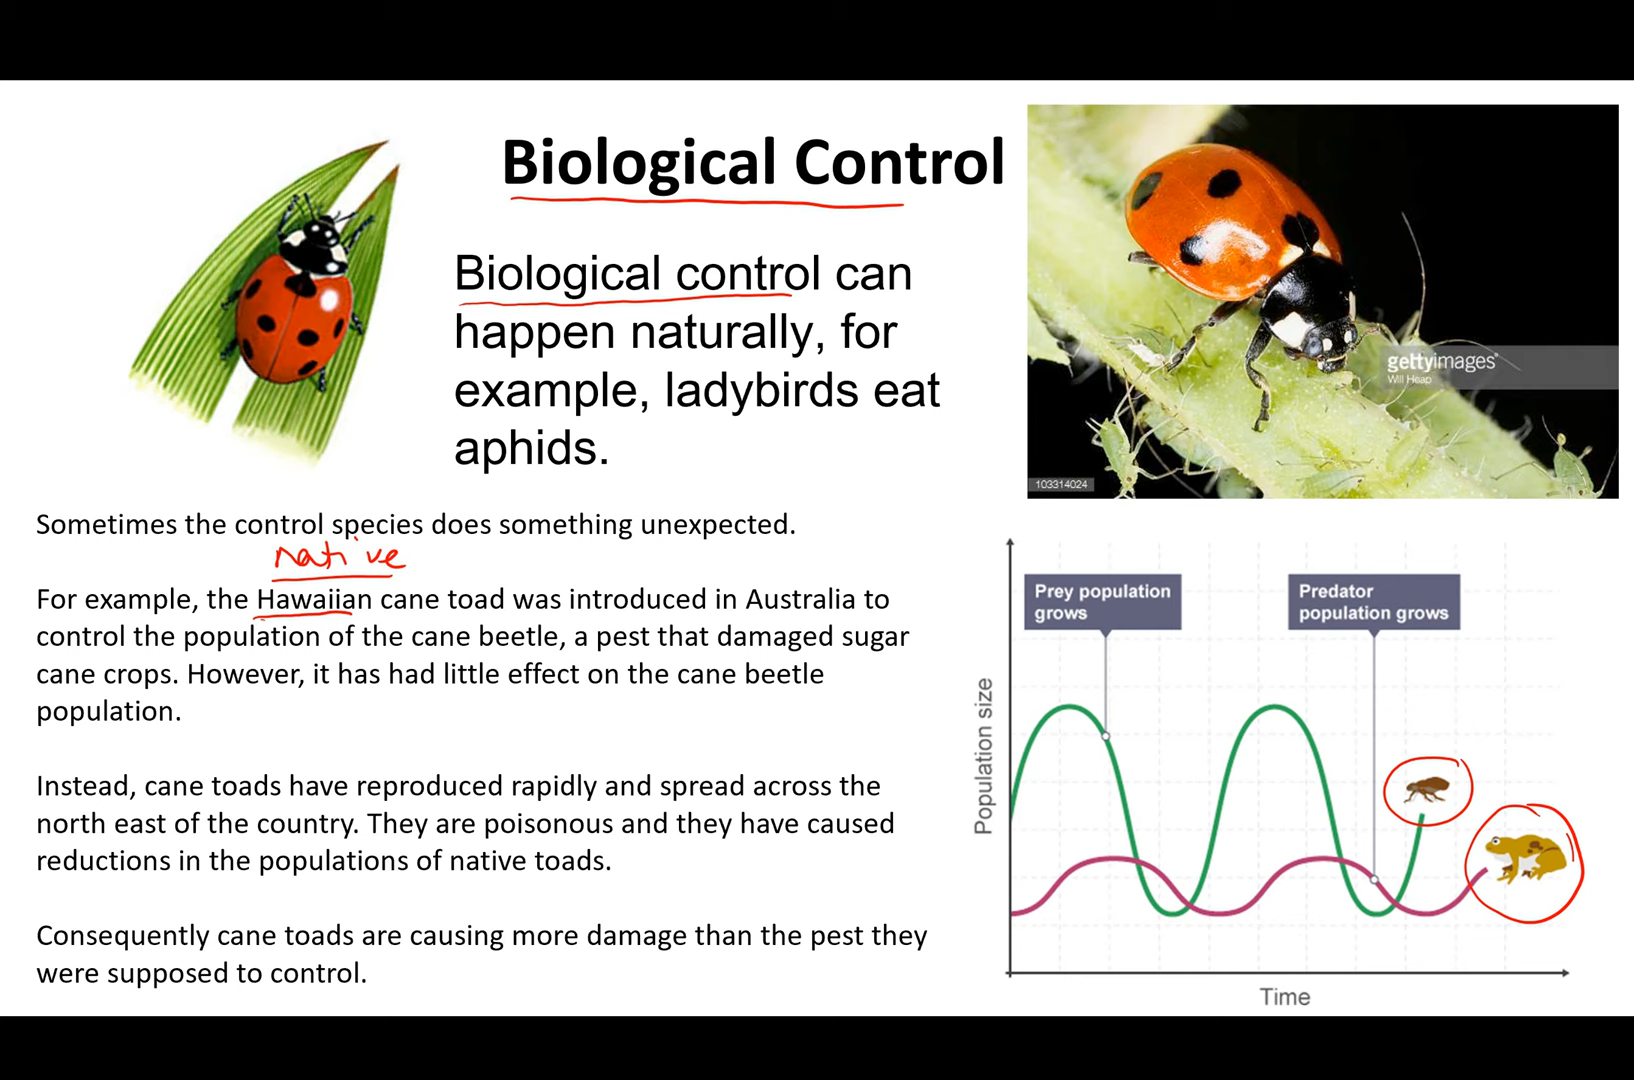 Biological Control
Biological control can
happen naturally, for
example, ladybirds eat
aphids.
gettyimages®
Will Heap
103314024
Sometimes the control species does something unexpected.
native
For example, the Hawaiian cane toad was introduced in Australia to
control the population of the cane beetle, a pest that damaged sugar
cane crops. However, it has had little effect on the cane beetle
population.
Instead, cane toads have reproduced rapidly and spread across the
north east of the country. They are poisonous and they have caused
reductions in the populations of native toads.
Consequently cane toads are causing more damage than the pest they
were supposed to control.
Prey population
grows
Predator
population grows
Population size
Time